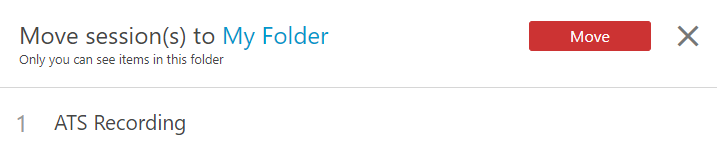 Move session(s) to My Folder
Move
Only you can see items in this folder
1 ATS Recording